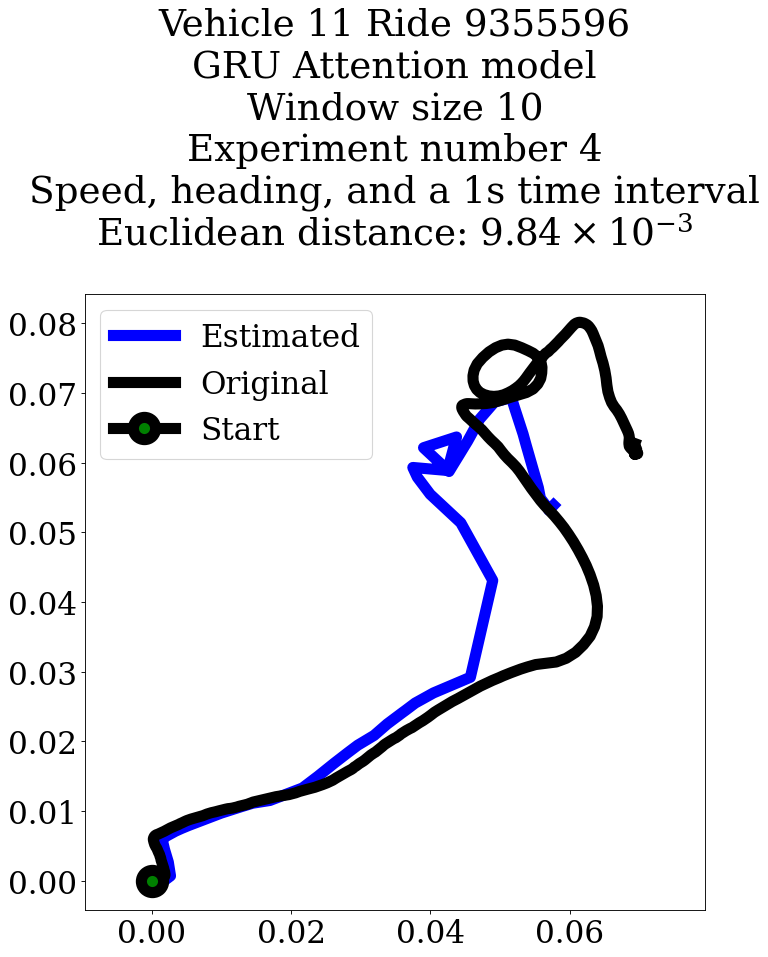 Vehicle 11 Ride 9355596
GRU Attention model
Window size 10
Experiment number 4
Speed, heading, and a 1s time interval
Euclidean distance: 9.84 × 10⁻³
Estimated
Original
Start
0.08
0.07
0.06
0.05
0.04
0.03
0.02
0.01
0.00
0.00 0.02 0.04 0.06